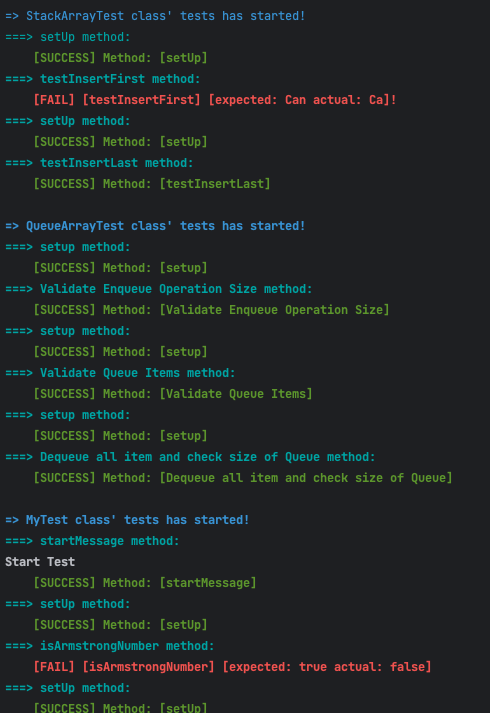 => StackArrayTest class' tests has started!
===> setUp method:
[SUCCESS] Method: [setUp]
===> testInsertFirst method:
[FAIL] [testInsertFirst] [expected: Can actual: Ca]!
===> setUp method:
[SUCCESS] Method: [setUp]
===> testInsertLast method:
[SUCCESS] Method: [testInsertLast]
=> QueueArrayTest class' tests has started!
===> setup method:
[SUCCESS] Method: [setup]
===> Validate Enqueue Operation Size method:
[SUCCESS] Method: [Validate Enqueue Operation Size]
===> setup method:
[SUCCESS] Method: [setup]
===> Validate Queue Items method:
[SUCCESS] Method: [Validate Queue Items]
===> setup method:
[SUCCESS] Method: [setup]
===> Dequeue all item and check size of Queue method:
[SUCCESS] Method: [Dequeue all item and check size of Queue]
=> MyTest class' tests has started!
===> startMessage method:
Start Test
[SUCCESS] Method: [startMessage]
===> setUp method:
[SUCCESS] Method: [setUp]
===> isArmstrongNumber method:
[FAIL] [isArmstrongNumber] [expected: true actual: false]
===> setUp method:
[SUCCESS] Method: [setUp]